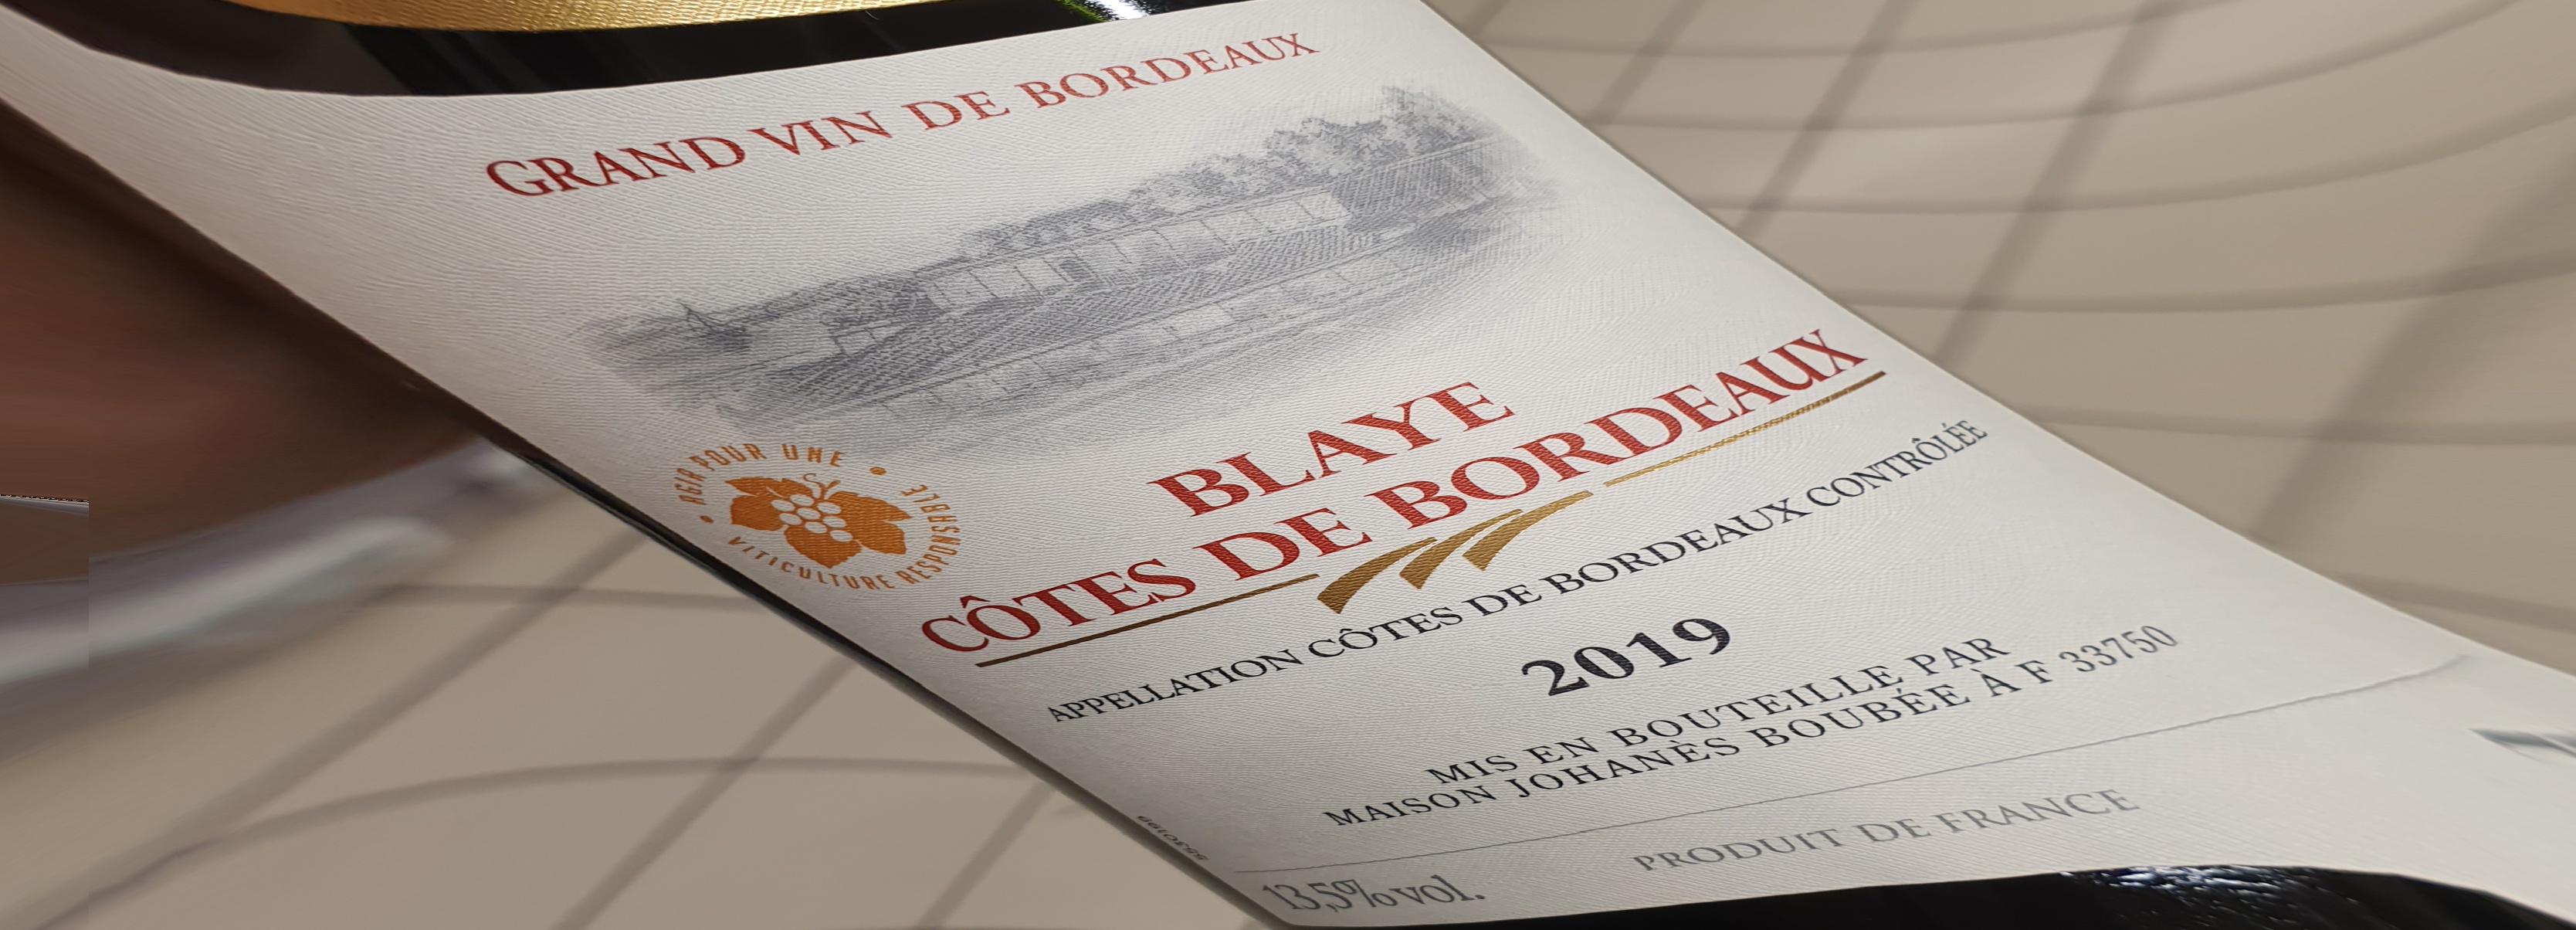 GRAND VIN DE BORDEAUX
AGIR POUR UNE
VITICULTURE RESPONSABLE
BLAYE
CÔTES DE BORDEAUX
APPELLATION CÔTES DE BORDEAUX CONTRÔLÉE
2019
MIS EN BOUTEILLE PAR
MAISON JOHANÈS BOUBÉE À F 33750
PRODUIT DE FRANCE
13,5% vol.